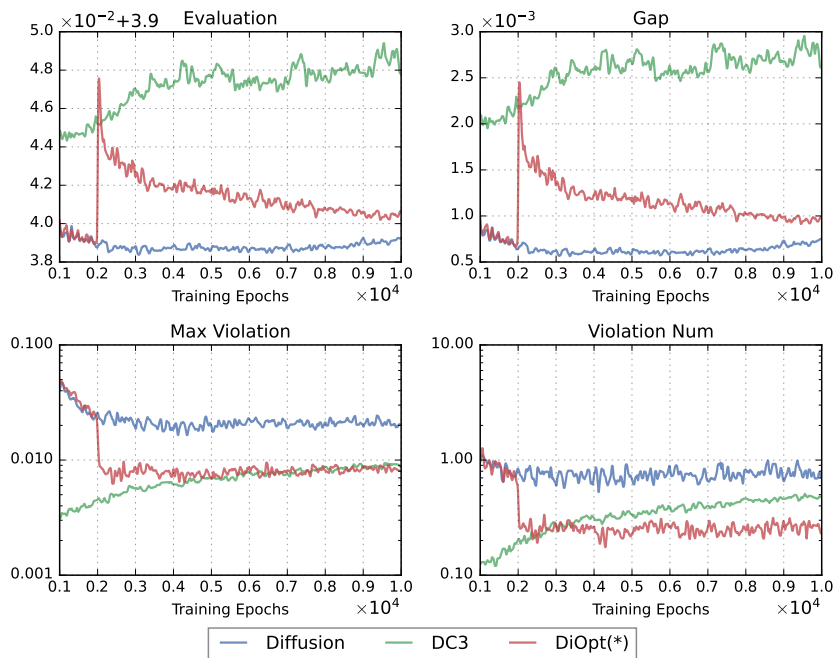 ×10⁻²+3.9 Evaluation
5.0
4.8
4.6
4.4
4.2
4.0
3.8
0.1 0.2 0.3 0.4 0.5 0.6 0.7 0.8 0.9 1.0
Training Epochs ×10⁴
×10⁻³ Gap
3.0
2.5
2.0
1.5
1.0
0.5
0.1 0.2 0.3 0.4 0.5 0.6 0.7 0.8 0.9 1.0
Training Epochs ×10⁴
Max Violation
0.100
0.010
0.001
0.1 0.2 0.3 0.4 0.5 0.6 0.7 0.8 0.9 1.0
Training Epochs ×10⁴
Violation Num
10.00
1.00
0.10
0.1 0.2 0.3 0.4 0.5 0.6 0.7 0.8 0.9 1.0
Training Epochs ×10⁴
Diffusion DC3 DiOpt(*)